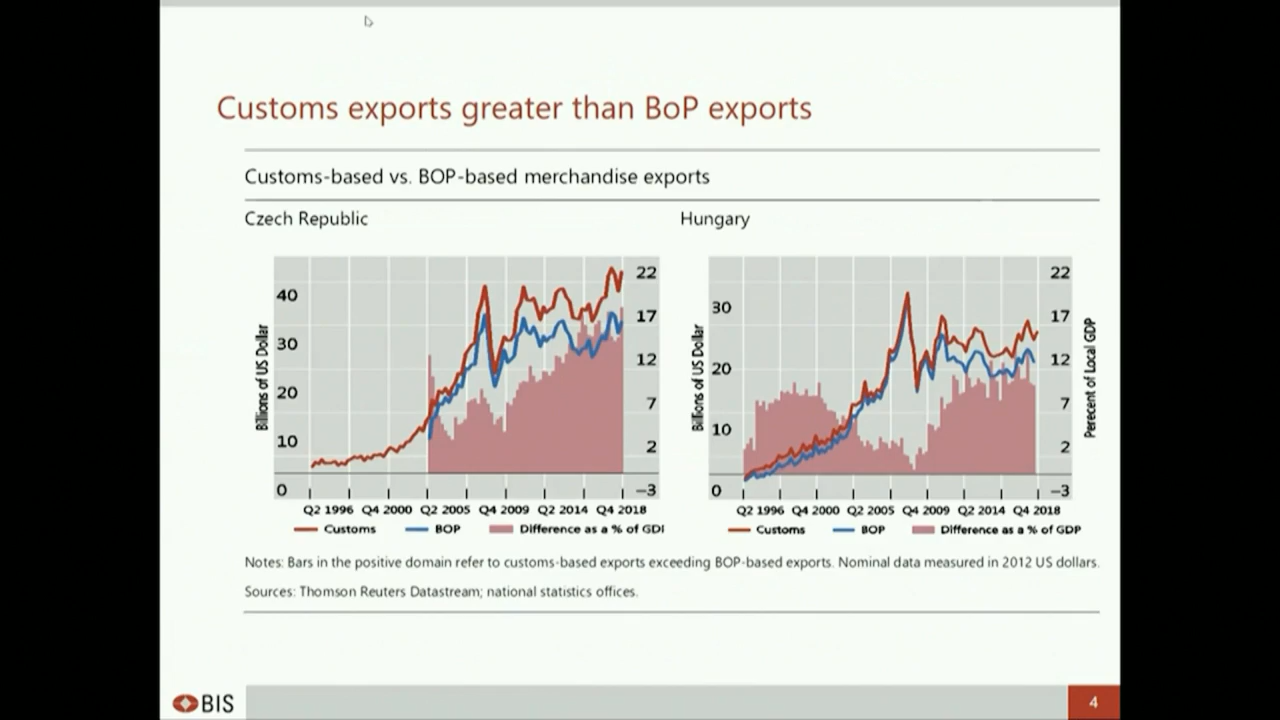 Customs exports greater than BoP exports
Customs-based vs. BOP-based merchandise exports
Czech Republic
Billions of US Dollar
40
30
20
10
0
22
17
12
7
2
−3
Q2 1996 Q4 2000 Q2 2005 Q4 2009 Q2 2014 Q4 2018
Customs BOP Difference as a % of GDI
Hungary
Billions of US Dollar
30
20
10
0
22
17
12
7
2
−3
Perecent of Local GDP
Q2 1996 Q4 2000 Q2 2005 Q4 2009 Q2 2014 Q4 2018
Customs BOP Difference as a % of GDP
Notes: Bars in the positive domain refer to customs-based exports exceeding BOP-based exports. Nominal data measured in 2012 US dollars.
Sources: Thomson Reuters Datastream; national statistics offices.
BIS
4